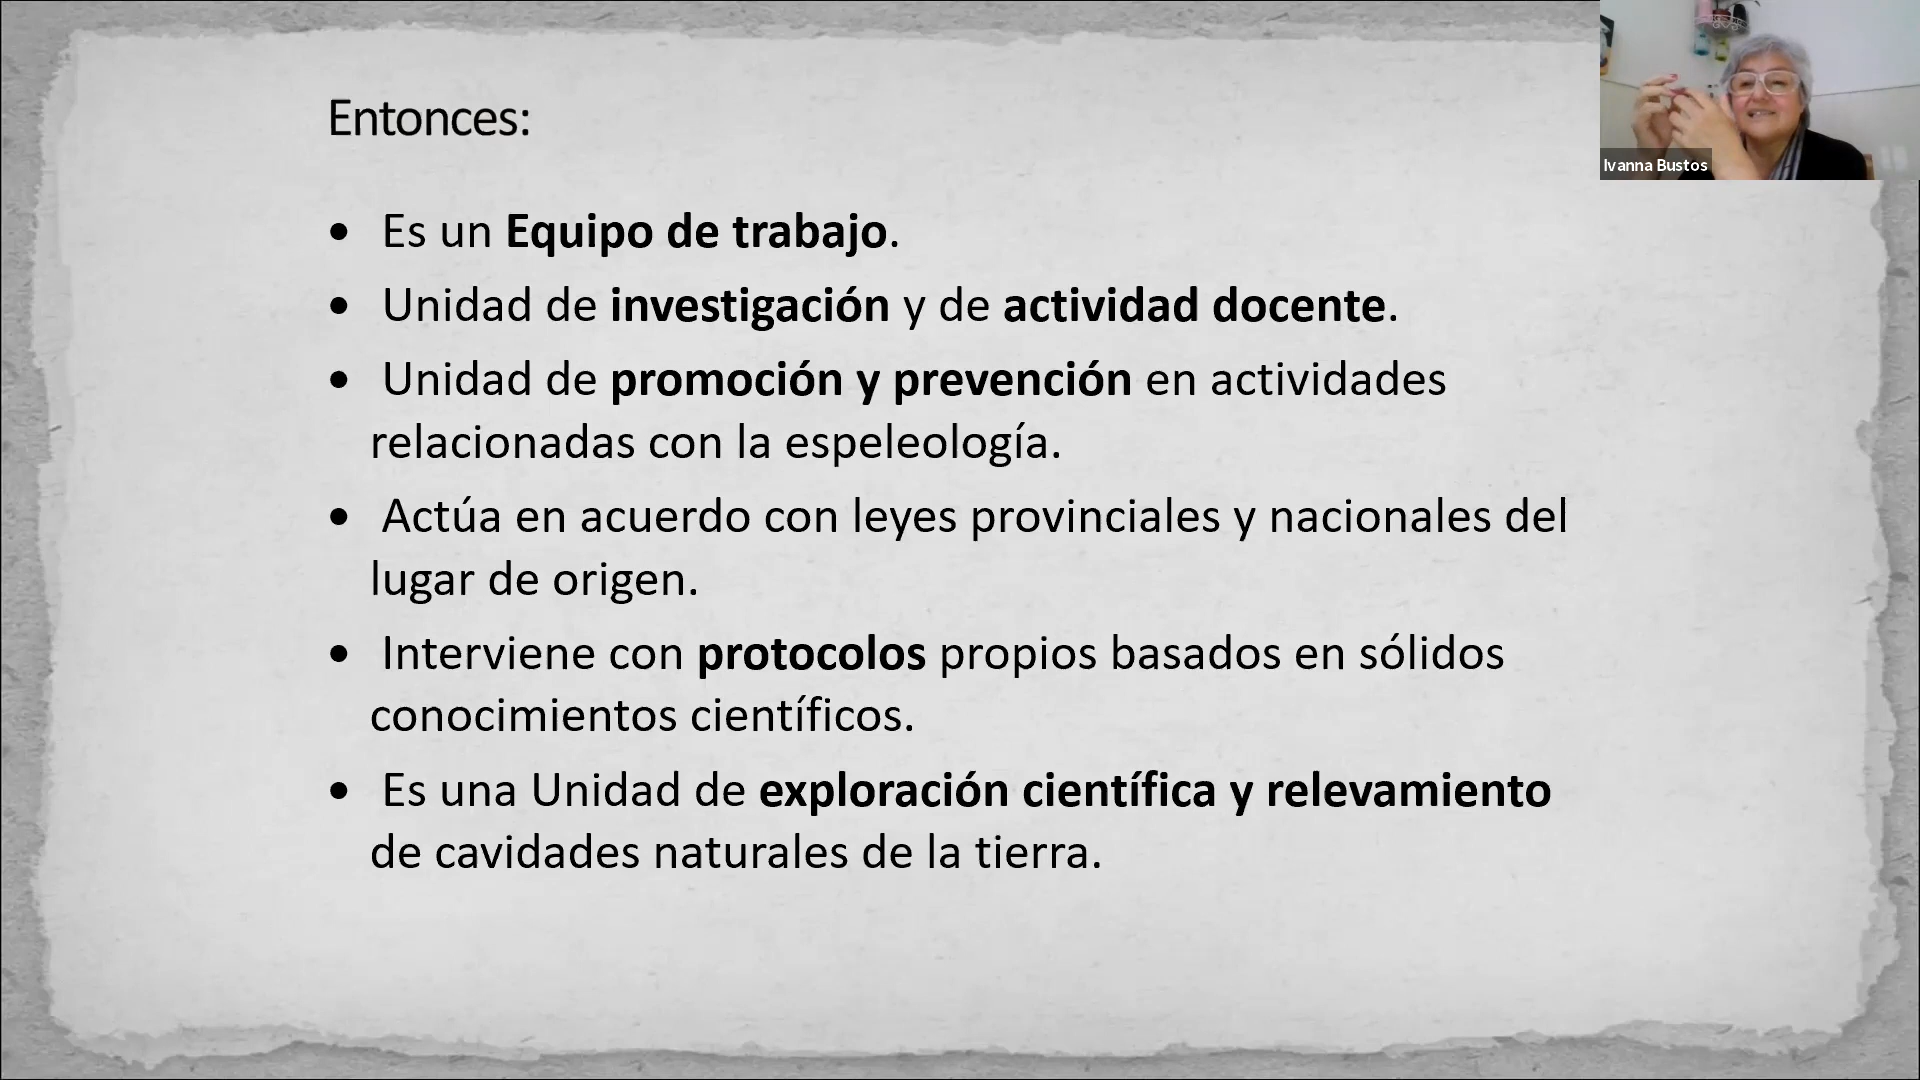 Entonces:
• Es un Equipo de trabajo.
• Unidad de investigación y de actividad docente.
• Unidad de promoción y prevención en actividades
relacionadas con la espeleología.
• Actúa en acuerdo con leyes provinciales y nacionales del
lugar de origen.
• Interviene con protocolos propios basados en sólidos
conocimientos científicos.
• Es una Unidad de exploración científica y relevamiento
de cavidades naturales de la tierra.
Ivanna Bustos